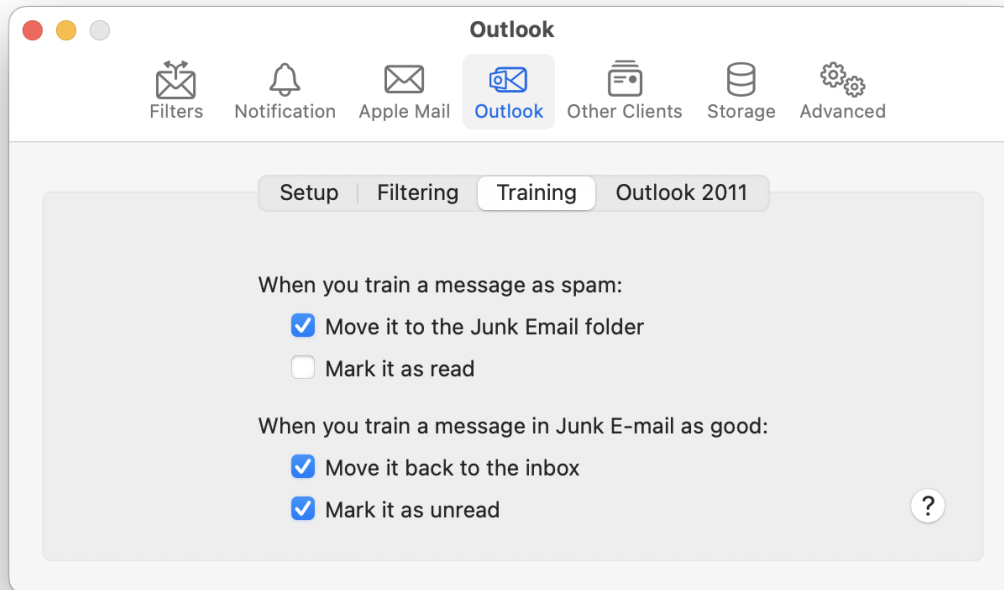 Outlook
Filters Notification Apple Mail Outlook Other Clients Storage Advanced
Setup Filtering Training Outlook 2011
When you train a message as spam:
Move it to the Junk Email folder
Mark it as read
When you train a message in Junk E-mail as good:
Move it back to the inbox
Mark it as unread
?